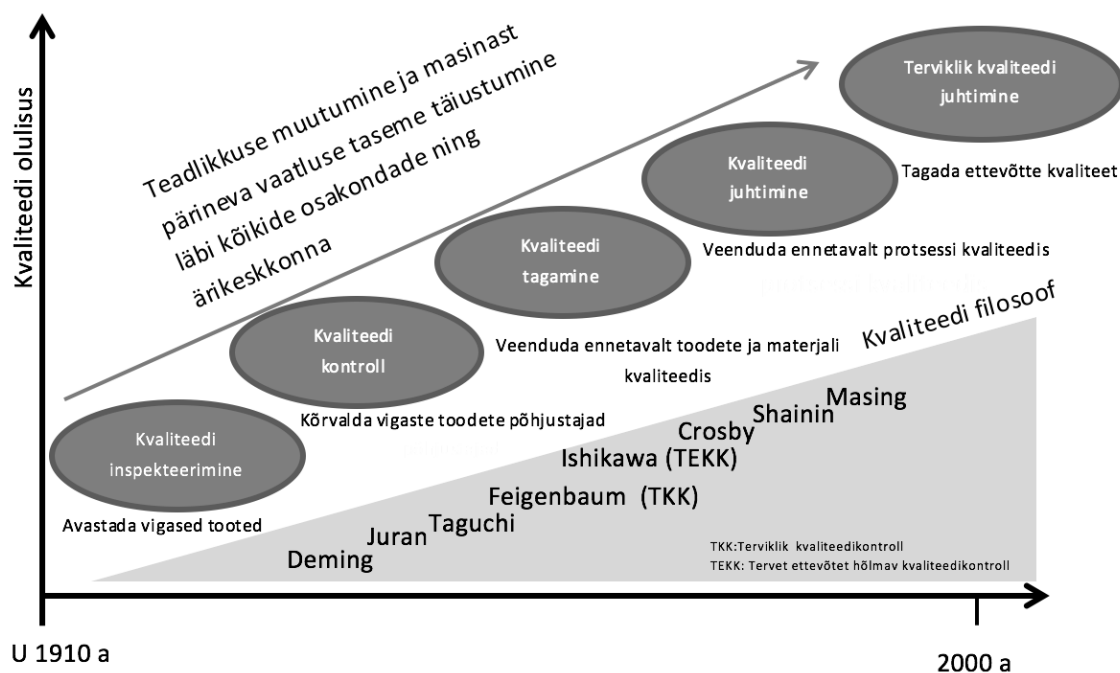 Kvaliteedi olulisus
Teadlikkuse muutumine ja masinast
pärineva vaatluse taseme täiustumine
läbi kõikide osakondade ning
ärikeskkonna
Terviklik kvaliteedi
juhtimine
Tagada ettevõtte kvaliteet
Kvaliteedi
juhtimine
Veenduda ennetavalt protsessi kvaliteedis
Kvaliteedi
tagamine
Veenduda ennetavalt toodete ja materjali
kvaliteedis
Kvaliteedi
kontroll
Kõrvalda vigaste toodete põhjustajad
Kvaliteedi
inspekteerimine
Avastada vigased tooted
Kvaliteedi filosoof
Masing
Shainin
Crosby
Ishikawa (TEKK)
Feigenbaum (TKK)
Taguchi
Juran
Deming
TKK:Terviklik kvaliteedikontroll
TEKK: Tervet ettevõtet hõlmav kvaliteedikontroll
U 1910 a
2000 a